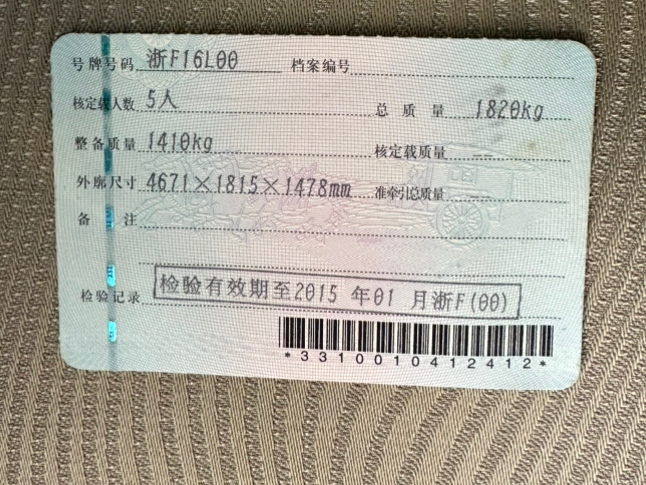 号牌号码 浙F16L00 档案编号
核定载人数 5人 总质量 1820kg
整备质量 1410kg 核定载质量 --
外廓尺寸 4671×1815×1478mm 准牵引总质量 --
备注
检验记录 检验有效期至2015 年01 月浙F(00)
*3310010412412*